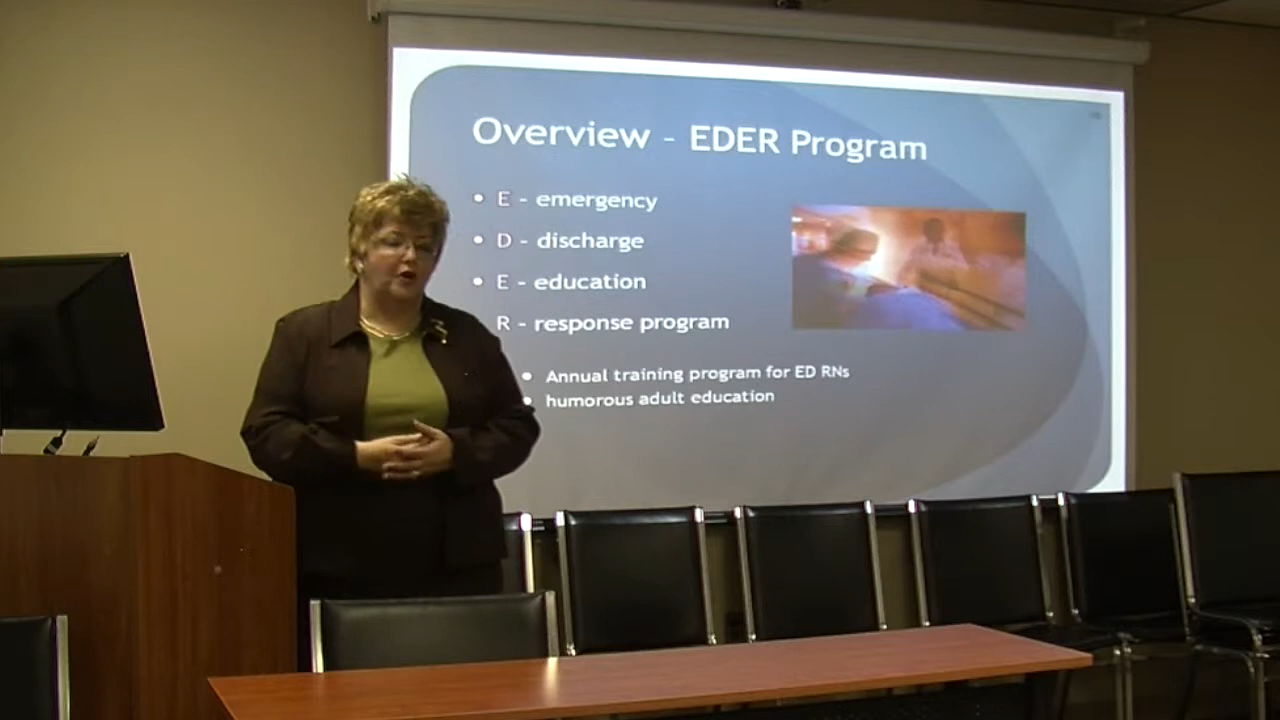 Overview - EDER Program
• E - emergency
• D - discharge
• E - education
R - response program
• Annual training program for ED RNs
• humorous adult education